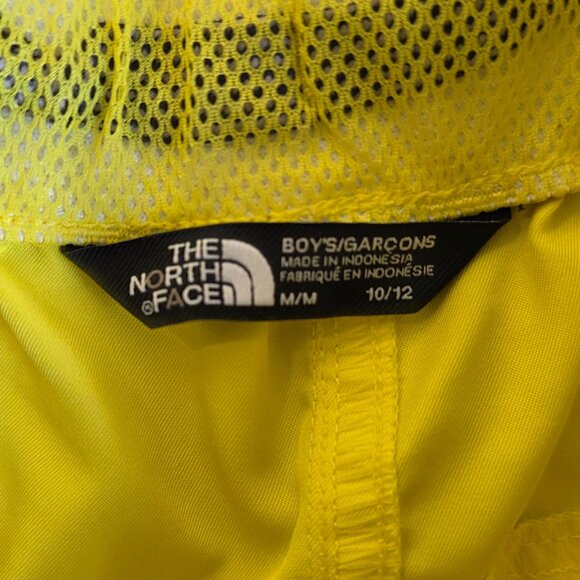 THE
NORTH
®FACE
BOY'S/GARÇONS
MADE IN INDONESIA
FABRIQUÉ EN INDONÉSIE
M/M 10/12